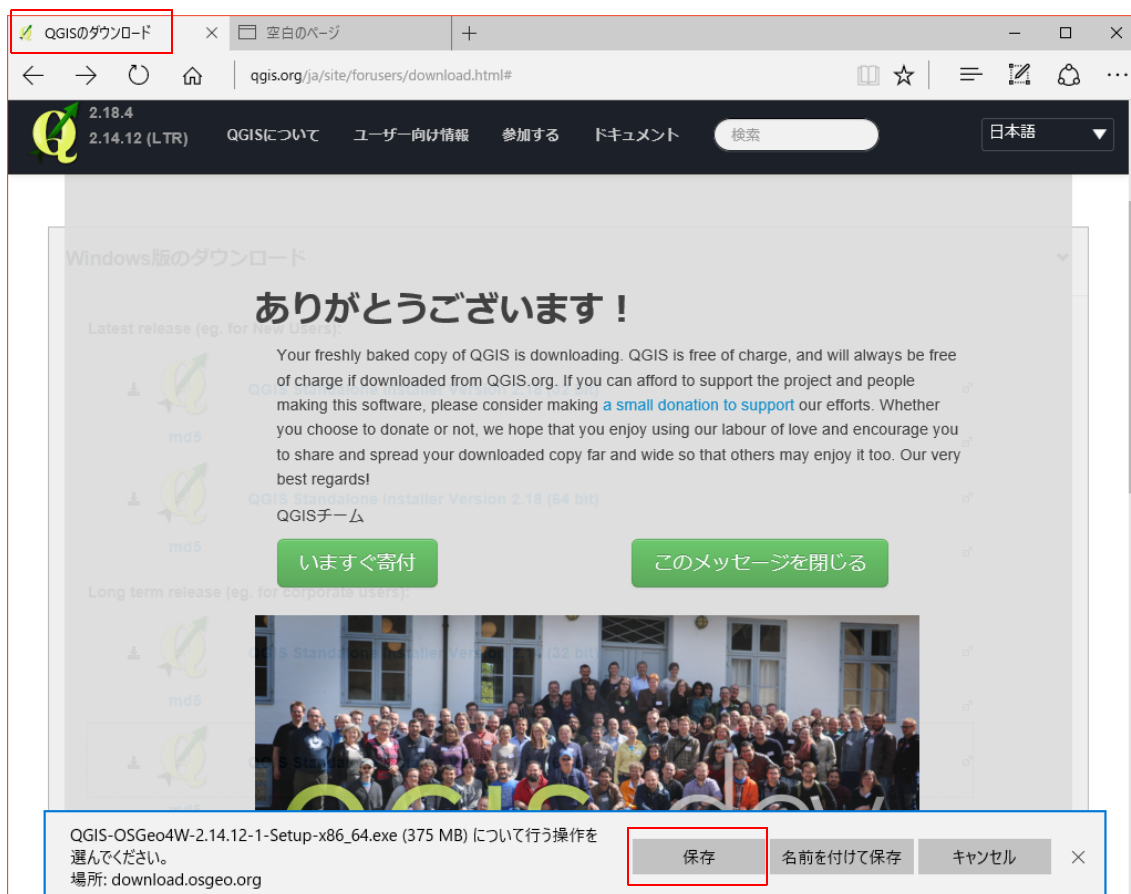 QGISのダウンロード
空白のページ
qgis.org/ja/site/forusers/download.html#
2.18.4
2.14.12 (LTR)
QGISについて
ユーザー向け情報
参加する
ドキュメント
検索
日本語
Windows版のダウンロード
ありがとうございます！
Latest release (eg. for New Users):
Your freshly baked copy of QGIS is downloading. QGIS is free of charge, and will always be free
of charge if downloaded from QGIS.org. If you can afford to support the project and people
making this software, please consider making a small donation to support our efforts. Whether
you choose to donate or not, we hope that you enjoy using our labour of love and encourage you
to share and spread your downloaded copy far and wide so that others may enjoy it too. Our very
best regards!
md5
QGIS Standalone Installer Version 2.18 (64 bit)
QGISチーム
md5
いますぐ寄付
このメッセージを閉じる
Long term release (eg. for corporate users):
md5
QGIS dev
QGIS-OSGeo4W-2.14.12-1-Setup-x86_64.exe (375 MB) について行う操作を
選んでください。
場所: download.osgeo.org
保存
名前を付けて保存
キャンセル